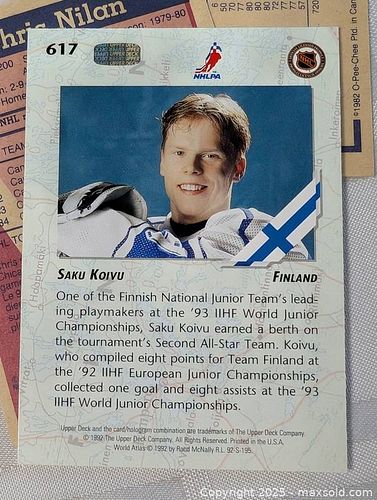 hris Nilan
1979-80
©1982 O-Pee-Chee Ptd. in Can
617
UPPER DECK
NHLPA
SAKU KOIVU
FINLAND
One of the Finnish National Junior Team's lead-
ing playmakers at the '93 IIHF World Junior
Championships, Saku Koivu earned a berth on
the tournament's Second All-Star Team. Koivu,
who compiled eight points for Team Finland at
the '92 IIHF European Junior Championships,
collected one goal and eight assists at the '93
IIHF World Junior Championships.
Upper Deck and the card/hologram combination are trademarks of The Upper Deck Company.
© 1992 The Upper Deck Company. All Rights Reserved. Printed in the U.S.A.
World Atlas © 1992 by Rand McNally R.L. 92-S-195.
Copyright 2025 - maxsold.com